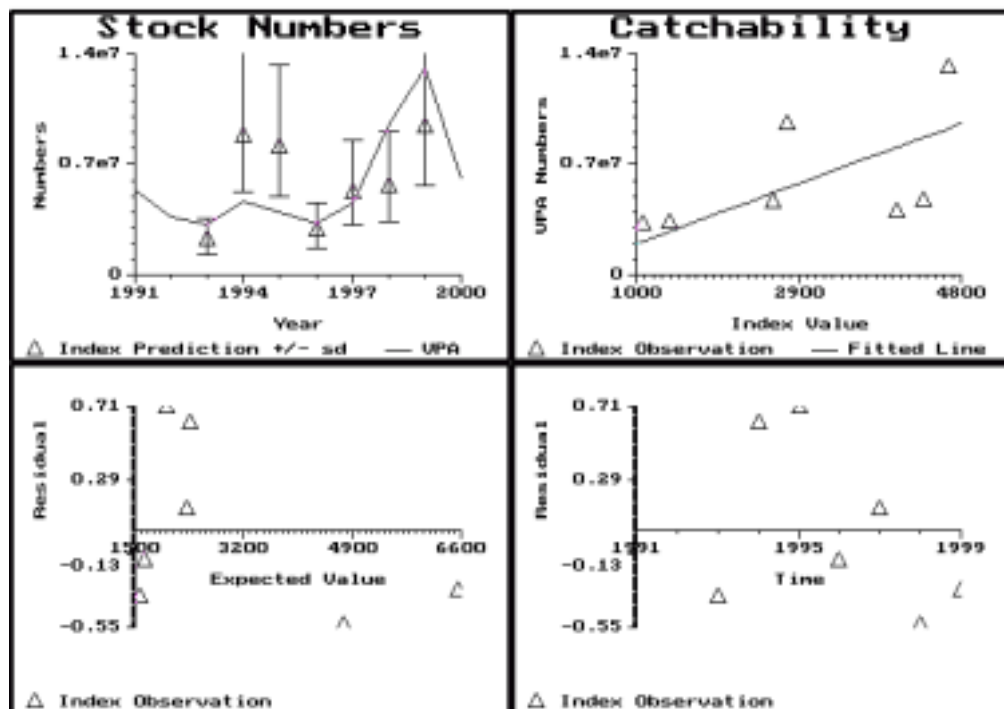 Stock Numbers
1.4e7
0.7e7
0
Numbers
1991 1994 1997 2000
Year
Index Prediction +/- sd VPA
Catchability
1.4e7
0.7e7
0
VPA Numbers
1000 2900 4800
Index Value
Index Observation Fitted Line
0.71
0.29
-0.13
-0.55
Residual
1500 3200 4900 6600
Expected Value
Index Observation
0.71
0.29
-0.13
-0.55
Residual
1991 1995 1999
Time
Index Observation